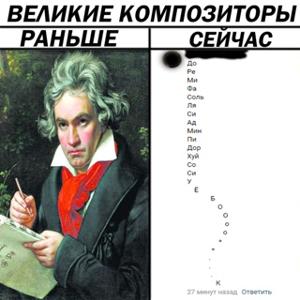 ВЕЛИКИЕ КОМПОЗИТОРЫ
РАНЬШЕ
СЕЙЧАС
До
Ре
Ми
Фа
Соль
Ля
Си
Ад
Мин
Пи
Дор
Хуй
Со
Си
У
Е
Б
О
О
о
о
К
27 минут назад Ответить